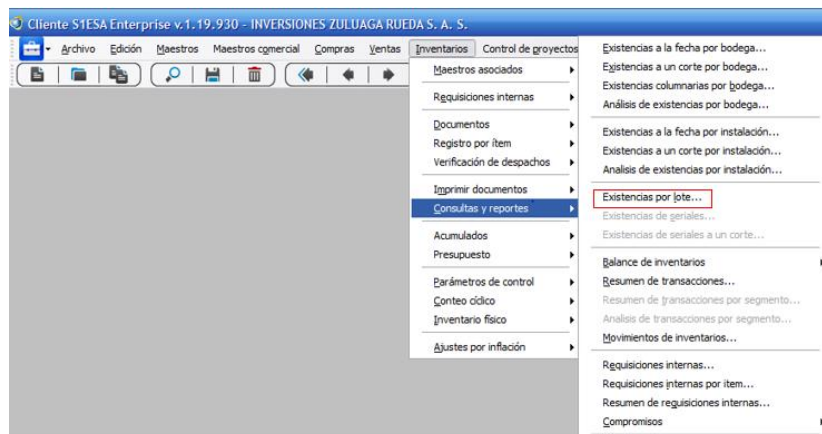 Cliente S1ESA Enterprise v.1.19.930 - INVERSIONES ZULUAGA RUEDA S. A. S.
Archivo Edición Maestros Maestros comercial Compras Ventas Inventarios Control de proyectos
Maestros asociados
Requisiciones internas
Documentos
Registro por ítem
Verificación de despachos
Imprimir documentos
Consultas y reportes
Acumulados
Presupuesto
Parámetros de control
Conteo cíclico
Inventario físico
Ajustes por inflación
Existencias a la fecha por bodega...
Existencias a un corte por bodega...
Existencias columnarias por bodega...
Análisis de existencias por bodega...
Existencias a la fecha por instalación...
Existencias a un corte por instalación...
Analisis de existencias por instalación...
Existencias por lote...
Existencias de seriales...
Existencias de seriales a un corte...
Balance de inventarios
Resumen de transacciones...
Resumen de transacciones por segmento...
Analisis de transacciones por segmento...
Movimientos de inventarios...
Requisiciones internas...
Requisiciones internas por item...
Resumen de requisiciones internas...
Compromisos